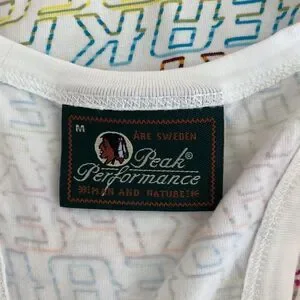 M
ÅRE SWEDEN
Peak®
Performance
MAN AND NATURE